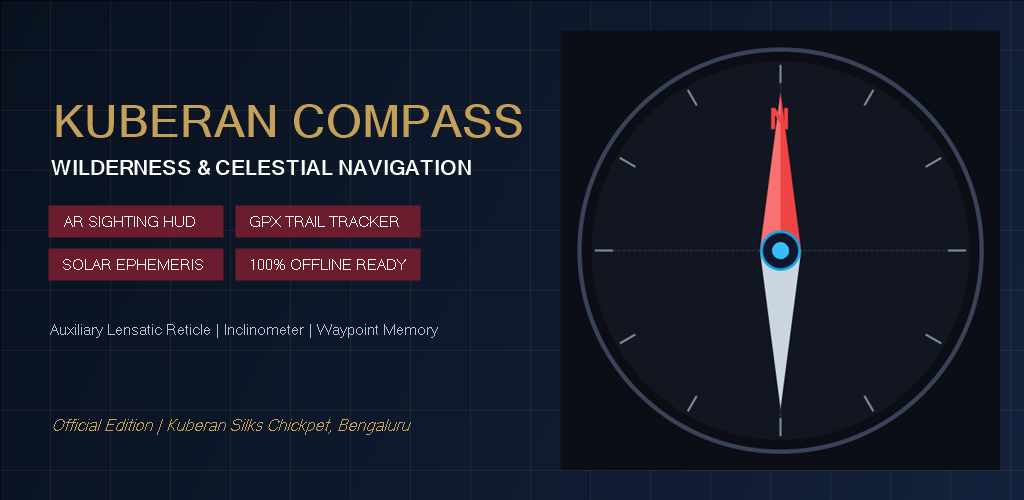 KUBERAN COMPASS
WILDERNESS & CELESTIAL NAVIGATION
AR SIGHTING HUD
GPX TRAIL TRACKER
SOLAR EPHEMERIS
100% OFFLINE READY
Auxiliary Lensatic Reticle | Inclinometer | Waypoint Memory
Official Edition | Kuberan Silks Chickpet, Bengaluru
N